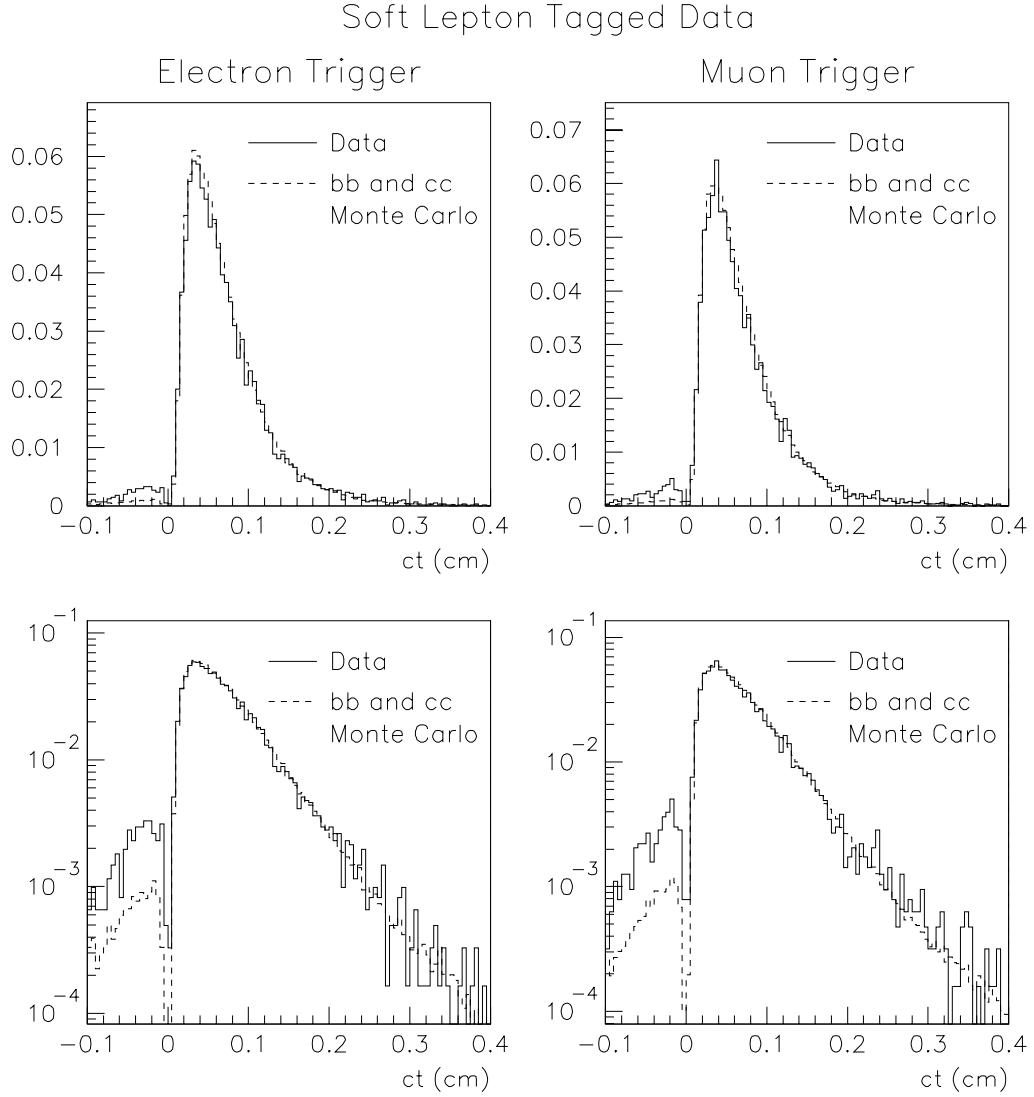 Soft Lepton Tagged Data
Electron Trigger
Muon Trigger
Data
bb and cc
Monte Carlo
0.06
0.05
0.04
0.03
0.02
0.01
0
−0.1 0 0.1 0.2 0.3 0.4
ct (cm)
Data
bb and cc
Monte Carlo
0.07
0.06
0.05
0.04
0.03
0.02
0.01
0
−0.1 0 0.1 0.2 0.3 0.4
ct (cm)
Data
bb and cc
Monte Carlo
10⁻¹
10⁻²
10⁻³
10⁻⁴
−0.1 0 0.1 0.2 0.3 0.4
ct (cm)
Data
bb and cc
Monte Carlo
10⁻¹
10⁻²
10⁻³
10⁻⁴
−0.1 0 0.1 0.2 0.3 0.4
ct (cm)